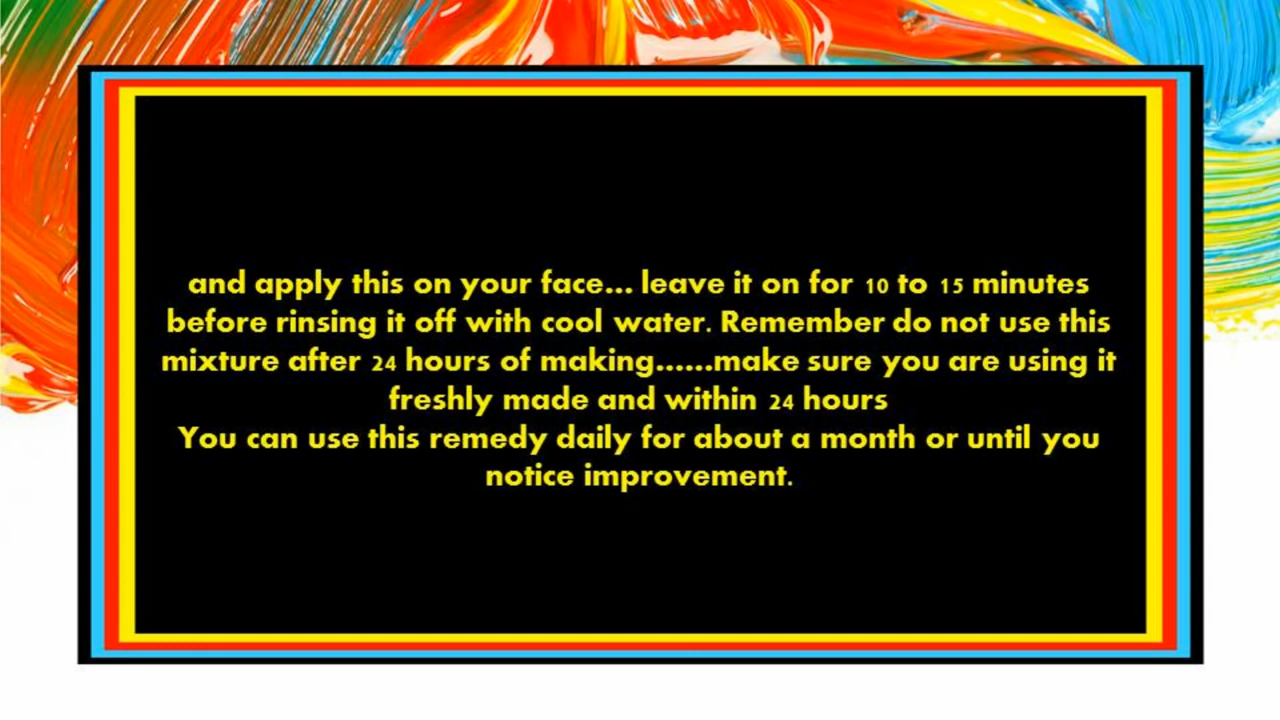 and apply this on your face... leave it on for 10 to 15 minutes
before rinsing it off with cool water. Remember do not use this
mixture after 24 hours of making......make sure you are using it
freshly made and within 24 hours
You can use this remedy daily for about a month or until you
notice improvement.